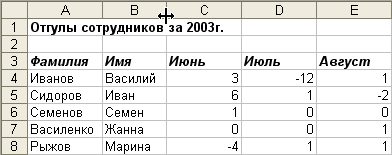 A B C D E
1 Отгулы сотрудников за 2003г.
2
3 Фамилия Имя Июнь Июль Август
4 Иванов Василий 3 -12 1
5 Сидоров Иван 6 1 -2
6 Семенов Семен 1 0 0
7 Василенко Жанна 0 0 1
8 Рыжов Марина -4 1 1